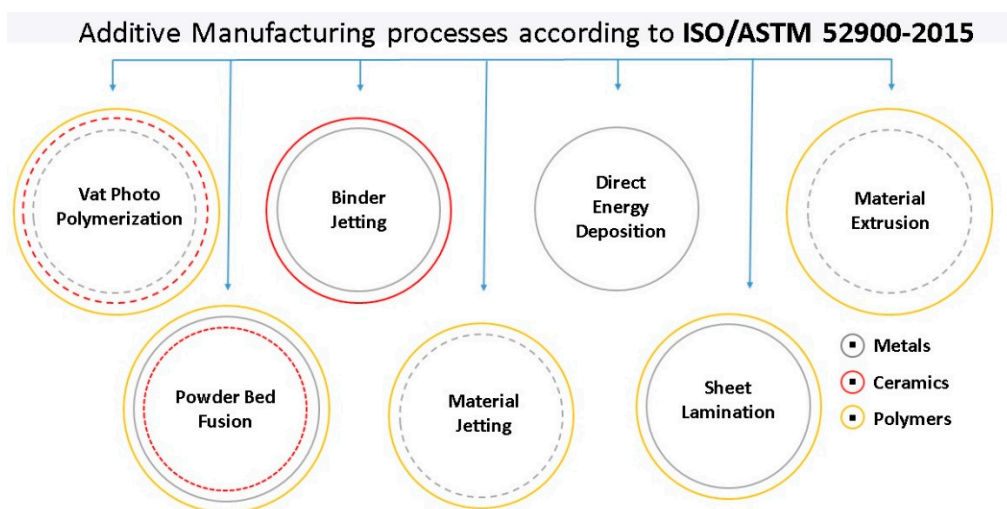 Additive Manufacturing processes according to ISO/ASTM 52900-2015
Vat Photo
Polymerization
Binder
Jetting
Direct
Energy
Deposition
Material
Extrusion
Powder Bed
Fusion
Material
Jetting
Sheet
Lamination
Metals
Ceramics
Polymers